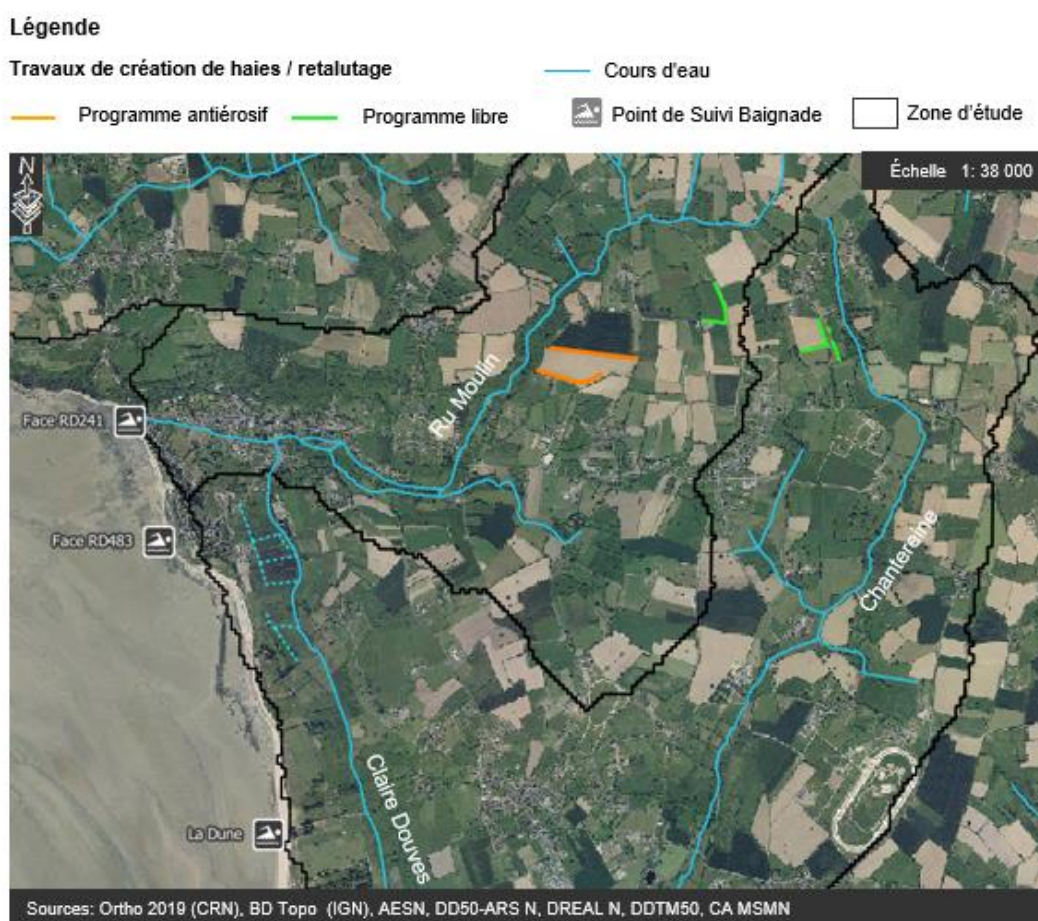 Légende
Travaux de création de haies / retalutage
Cours d'eau
Programme antiérosif
Programme libre
Point de Suivi Baignade
Zone d'étude
N
Échelle 1: 38 000
Ru Moulin
Face RD241
Face RD483
Chantereine
Claire Douves
La Dune
Sources: Ortho 2019 (CRN), BD Topo (IGN), AESN, DD50-ARS N, DREAL N, DDTM50, CA MSMN